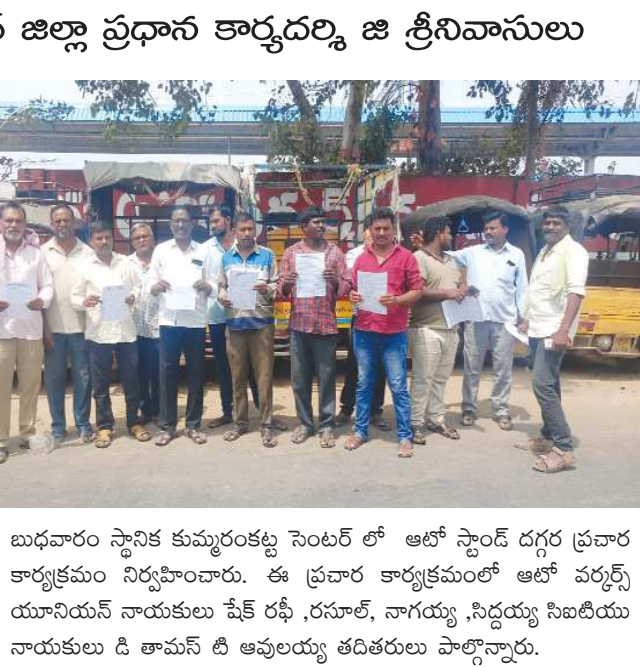 జిల్లా ప్రధాన కార్యదర్శి జి శ్రీనివాసులు
బుధవారం స్థానిక కుమ్మరంకట్ట సెంటర్ లో ఆటో స్టాండ్ దగ్గర ప్రచార
కార్యక్రమం నిర్వహించారు. ఈ ప్రచార కార్యక్రమంలో ఆటో వర్కర్స్
యూనియన్ నాయకులు షేక్ రఫీ ,రసూల్, నాగయ్య ,సిద్దయ్య సిఐటియు
నాయకులు డి తామస్ టి ఆవులయ్య తదితరులు పాల్గొన్నారు.